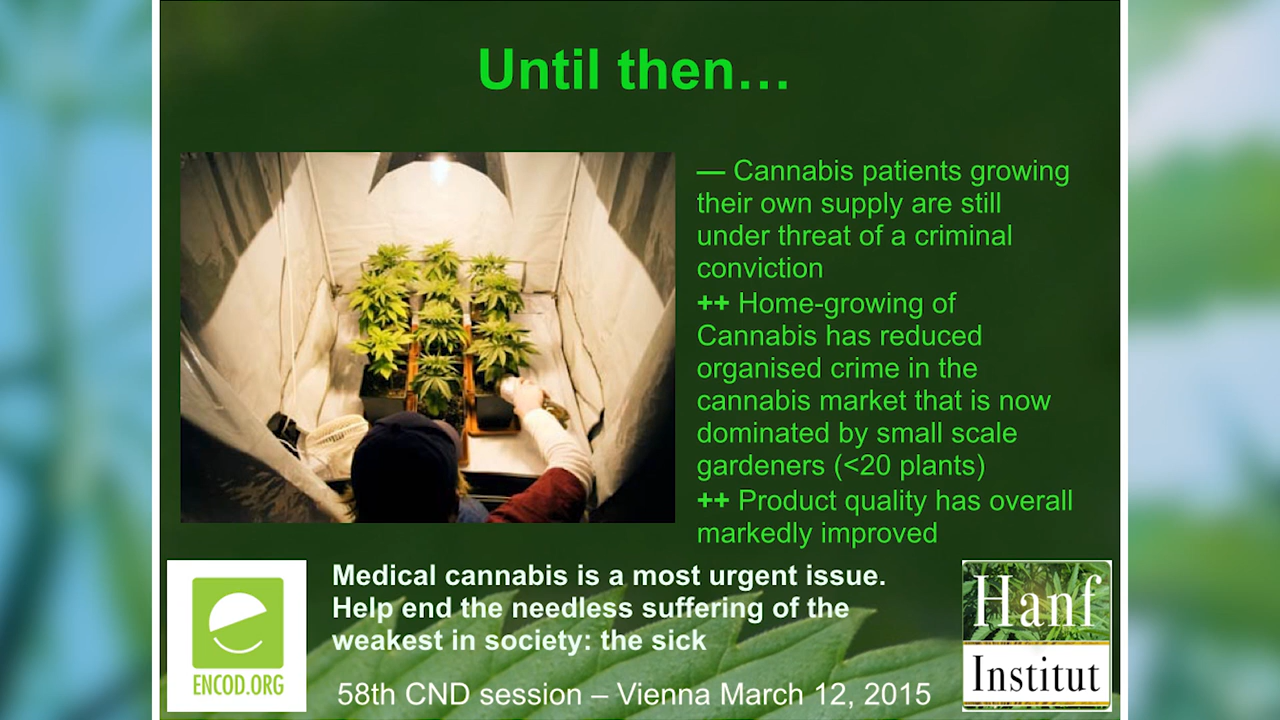 Until then…
— Cannabis patients growing
their own supply are still
under threat of a criminal
conviction
++ Home-growing of
Cannabis has reduced
organised crime in the
cannabis market that is now
dominated by small scale
gardeners (<20 plants)
++ Product quality has overall
markedly improved
Medical cannabis is a most urgent issue.
Help end the needless suffering of the
weakest in society: the sick
58th CND session – Vienna March 12, 2015
ENCOD.ORG
Hanf
Institut